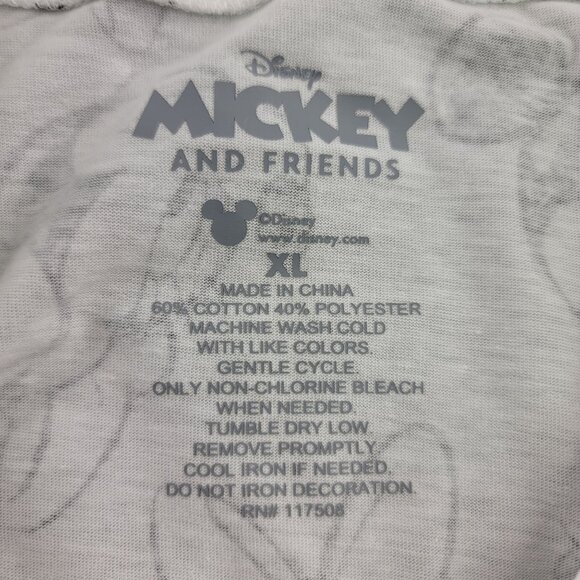 Disney
MICKEY
AND FRIENDS
©Disney
www.disney.com
XL
MADE IN CHINA
60% COTTON 40% POLYESTER
MACHINE WASH COLD
WITH LIKE COLORS.
GENTLE CYCLE.
ONLY NON-CHLORINE BLEACH
WHEN NEEDED.
TUMBLE DRY LOW.
REMOVE PROMPTLY.
COOL IRON IF NEEDED.
DO NOT IRON DECORATION.
RN# 117508